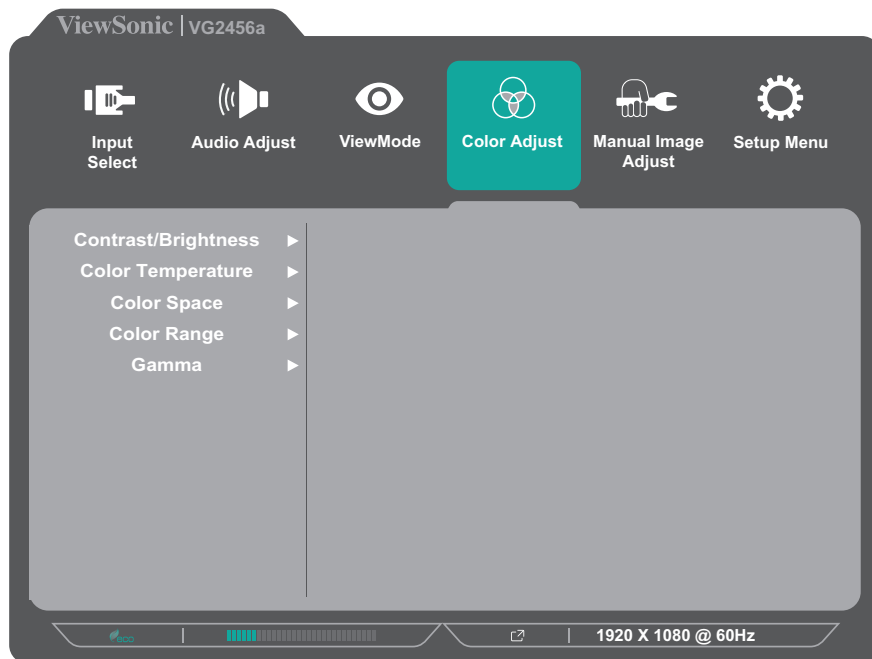 ViewSonic | VG2456a
Input Select
Audio Adjust
ViewMode
Color Adjust
Manual Image Adjust
Setup Menu
Contrast/Brightness
Color Temperature
Color Space
Color Range
Gamma
eco
1920 X 1080 @ 60Hz